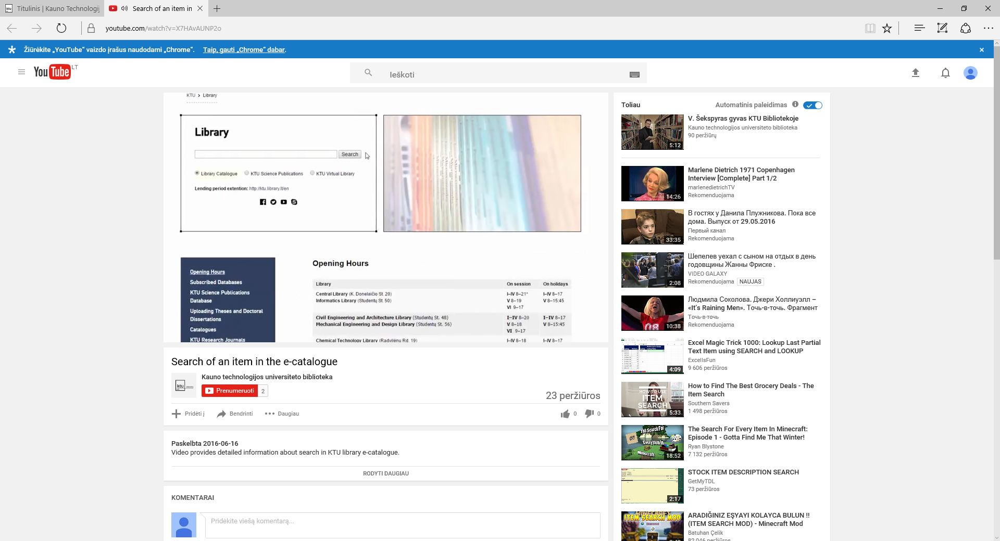 Titulinis | Kauno Technologij
Search of an item in
youtube.com/watch?v=X7HAvAUNP2o
Žiūrėkite „YouTube“ vaizdo įrašus naudodami „Chrome“. Taip, gauti „Chrome“ dabar.
YouTube LT
Ieškoti
KTU > Library
Library
Search
Library Catalogue KTU Science Publications KTU Virtual Library
Lending period extention: http://ktu.library.lt/en
Opening Hours
Subscribed Databases
KTU Science Publications
Database
Uploading Theses and Doctoral
Dissertations
Catalogues
KTU Research Journals
Opening Hours
Library On session On holidays
Central Library (K. Donelaičio St. 20) I–IV 8–21* I–IV 8–17
Informatics Library (Studentų St. 50) V 8–19 V 8–15:45
VI 9–17
Civil Engineering and Architecture Library (Studentų St. 48) I–IV 8–20 I–IV 8–17
Mechanical Engineering and Design Library (Studentų St. 56) V 8–18 V 8–15:45
VI 9–17
Chemical Technology Library (Radvilėnų Rd. 19) I–IV 8–18 I–IV 8–17
Search of an item in the e-catalogue
ktu
Kauno technologijos universiteto biblioteka
Prenumeruoti 2
23 peržiūros
Pridėti į Bendrinti Daugiau 0 0
Paskelbta 2016-06-16
Video provides detailed information about search in KTU library e-catalogue.
RODYTI DAUGIAU
KOMENTARAI
Pridėkite viešą komentarą...
Toliau Automatinis paleidimas
V. Šekspyras gyvas KTU Bibliotekoje
Kauno technologijos universiteto biblioteka
90 peržiūrų
5:12
Marlene Dietrich 1971 Copenhagen
Interview [Complete] Part 1/2
marlenedietrichTV
Rekomenduojama
14:26
В гостях у Данила Плужникова. Пока все
дома. Выпуск от 29.05.2016
Первый канал
Rekomenduojama
33:35
Шепелев уехал с сыном на отдых в день
годовщины Жанны Фриске .
VIDEO GALAXY
Rekomenduojama NAUJAS
2:08
Людмила Соколова. Джери Холлиуэлл –
«It’s Raining Men». Точь-в-точь. Фрагмент
Точь-в-точь
Rekomenduojama
10:38
Excel Magic Trick 1000: Lookup Last Partial
Text Item using SEARCH and LOOKUP
ExcelIsFun
9 606 peržiūros
4:09
How to Find The Best Grocery Deals - The
Item Search
Southern Savers
1 498 peržiūros
HOW TO USE
ITEM
SEARCH
5:33
The Search For Every Item In Minecraft:
Episode 1 - Gotta Find Me That Winter!
Ryan Blystone
7 132 peržiūros
The Search For
#1
Every Item In
Minecraft
18:52
STOCK ITEM DESCRIPTION SEARCH
GetMyTDL
73 peržiūros
2:17
ARADIĞINIZ EŞYAYI KOLAYCA BULUN !!
(ITEM SEARCH MOD) - Minecraft Mod
Batuhan Çelik
82 046 peržiūros
ITEM SEARCH MOD